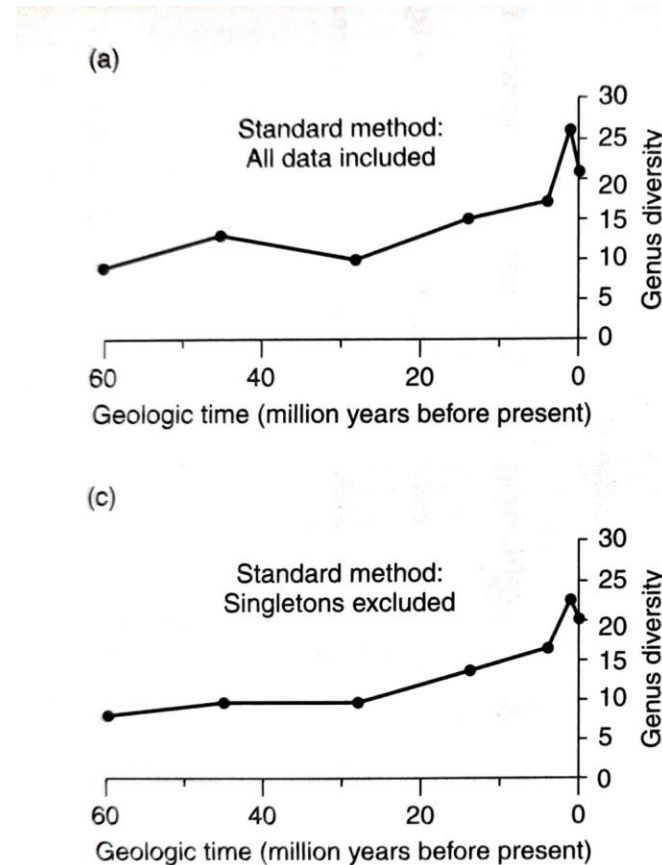 (a)
Standard method:
All data included
30
25
20
15
10
5
0
Genus diversity
60 40 20 0
Geologic time (million years before present)
(c)
Standard method:
Singletons excluded
30
25
20
15
10
5
0
Genus diversity
60 40 20 0
Geologic time (million years before present)